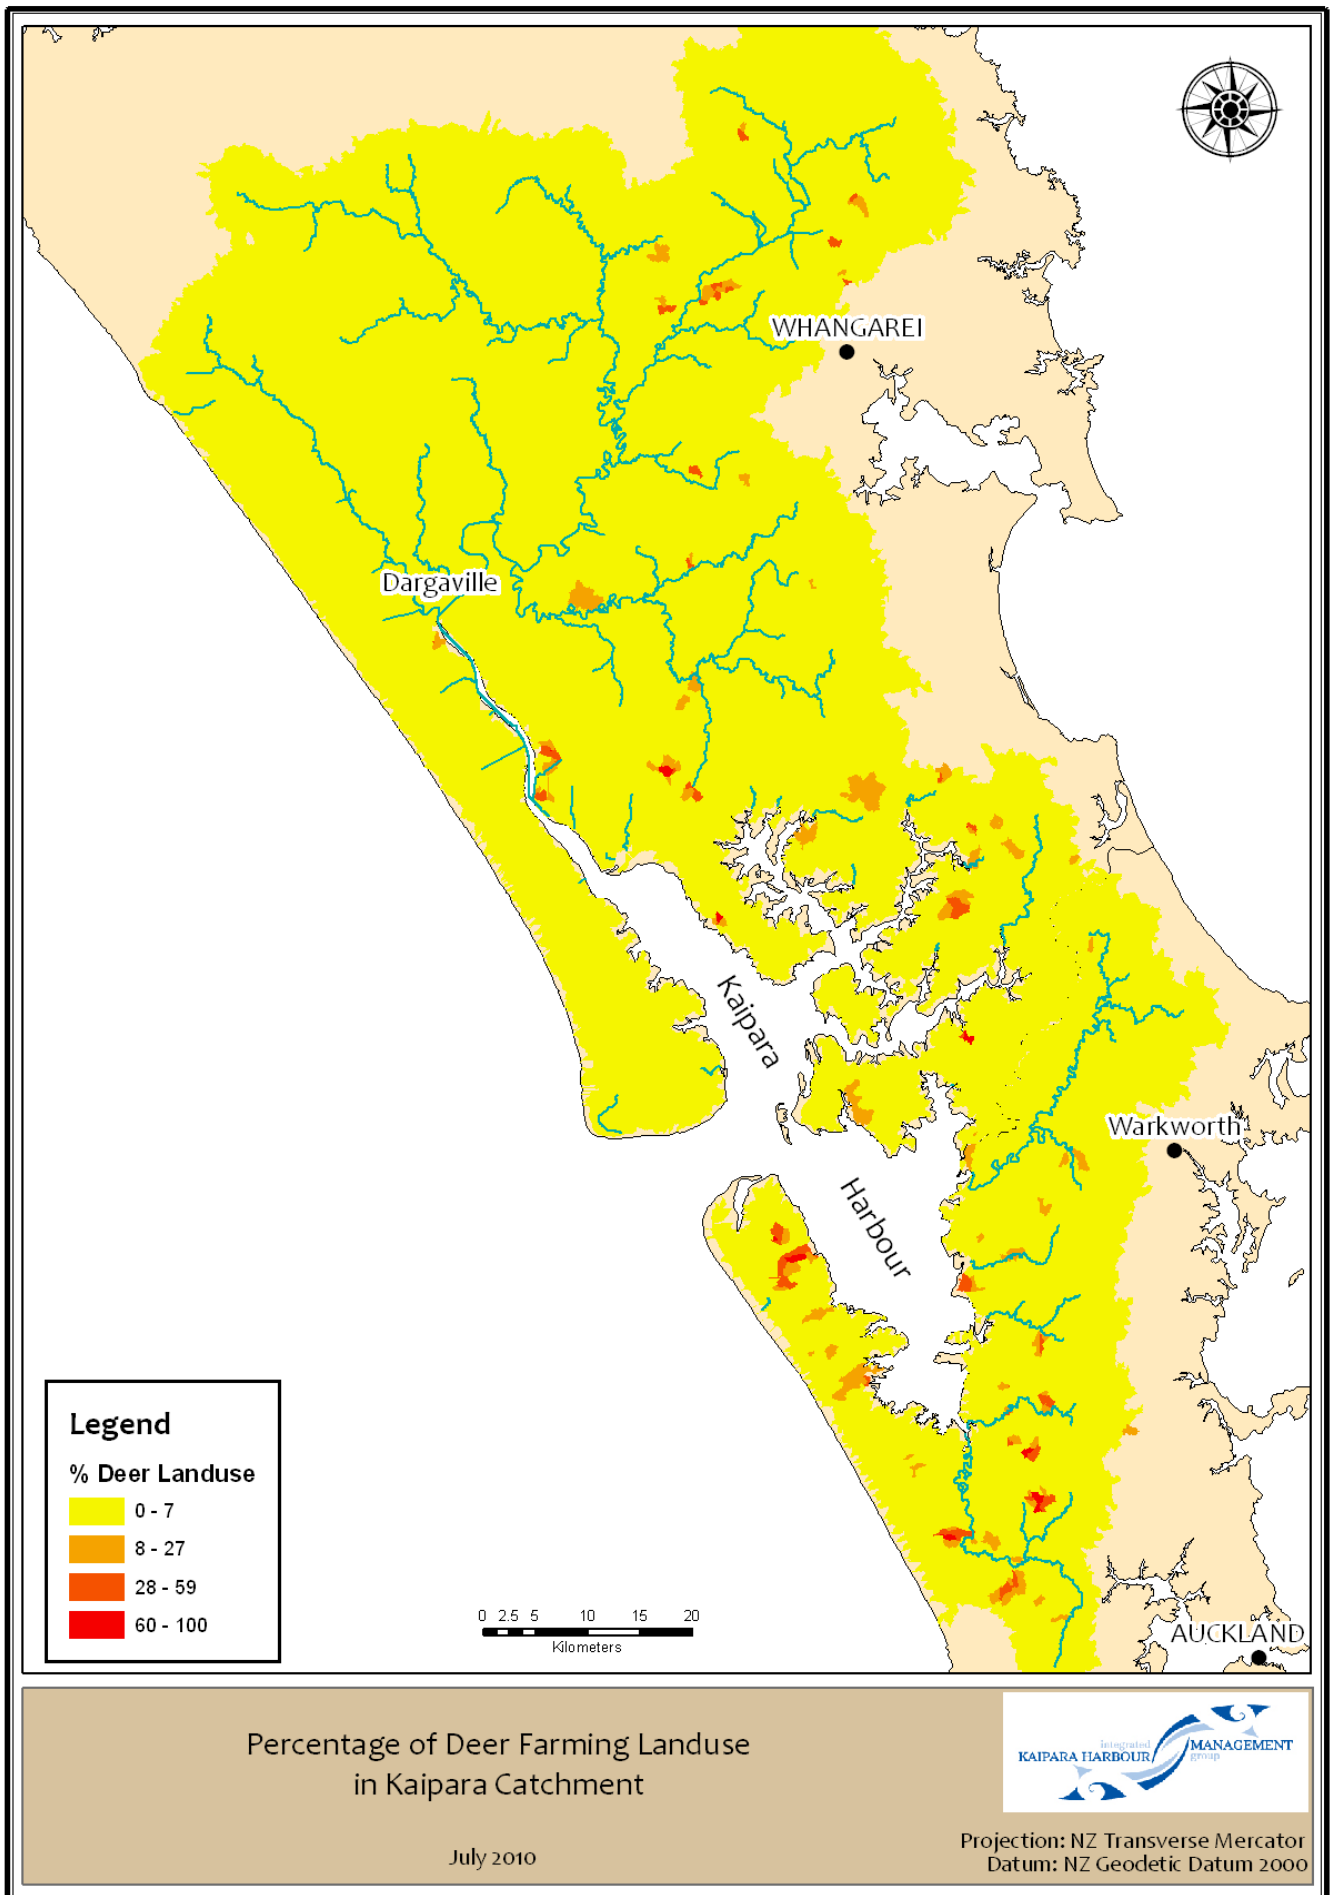 WHANGAREI
Dargaville
Kaipara
Harbour
Warkworth
AUCKLAND
Legend
% Deer Landuse
0 - 7
8 - 27
28 - 59
60 - 100
0 2.5 5 10 15 20
Kilometers
Percentage of Deer Farming Landuse
in Kaipara Catchment
July 2010
integrated
KAIPARA HARBOUR MANAGEMENT
group
Projection: NZ Transverse Mercator
Datum: NZ Geodetic Datum 2000